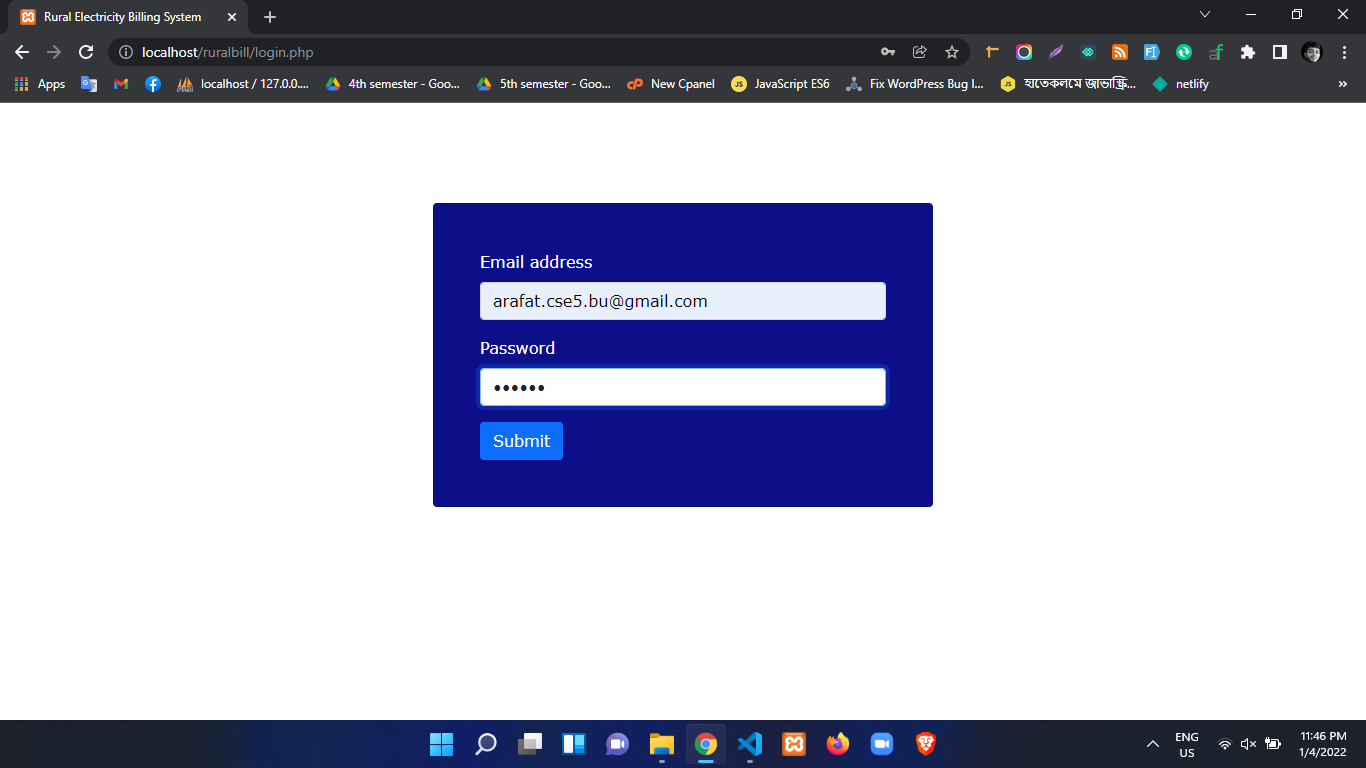 Rural Electricity Billing System
localhost/ruralbill/login.php
Apps
localhost / 127.0.0....
4th semester - Goo...
5th semester - Goo...
New Cpanel
JavaScript ES6
Fix WordPress Bug I...
হাতেকলমে জাভাস্ক্রি...
netlify
Email address
arafat.cse5.bu@gmail.com
Password
••••••
Submit
ENG
US
11:46 PM
1/4/2022